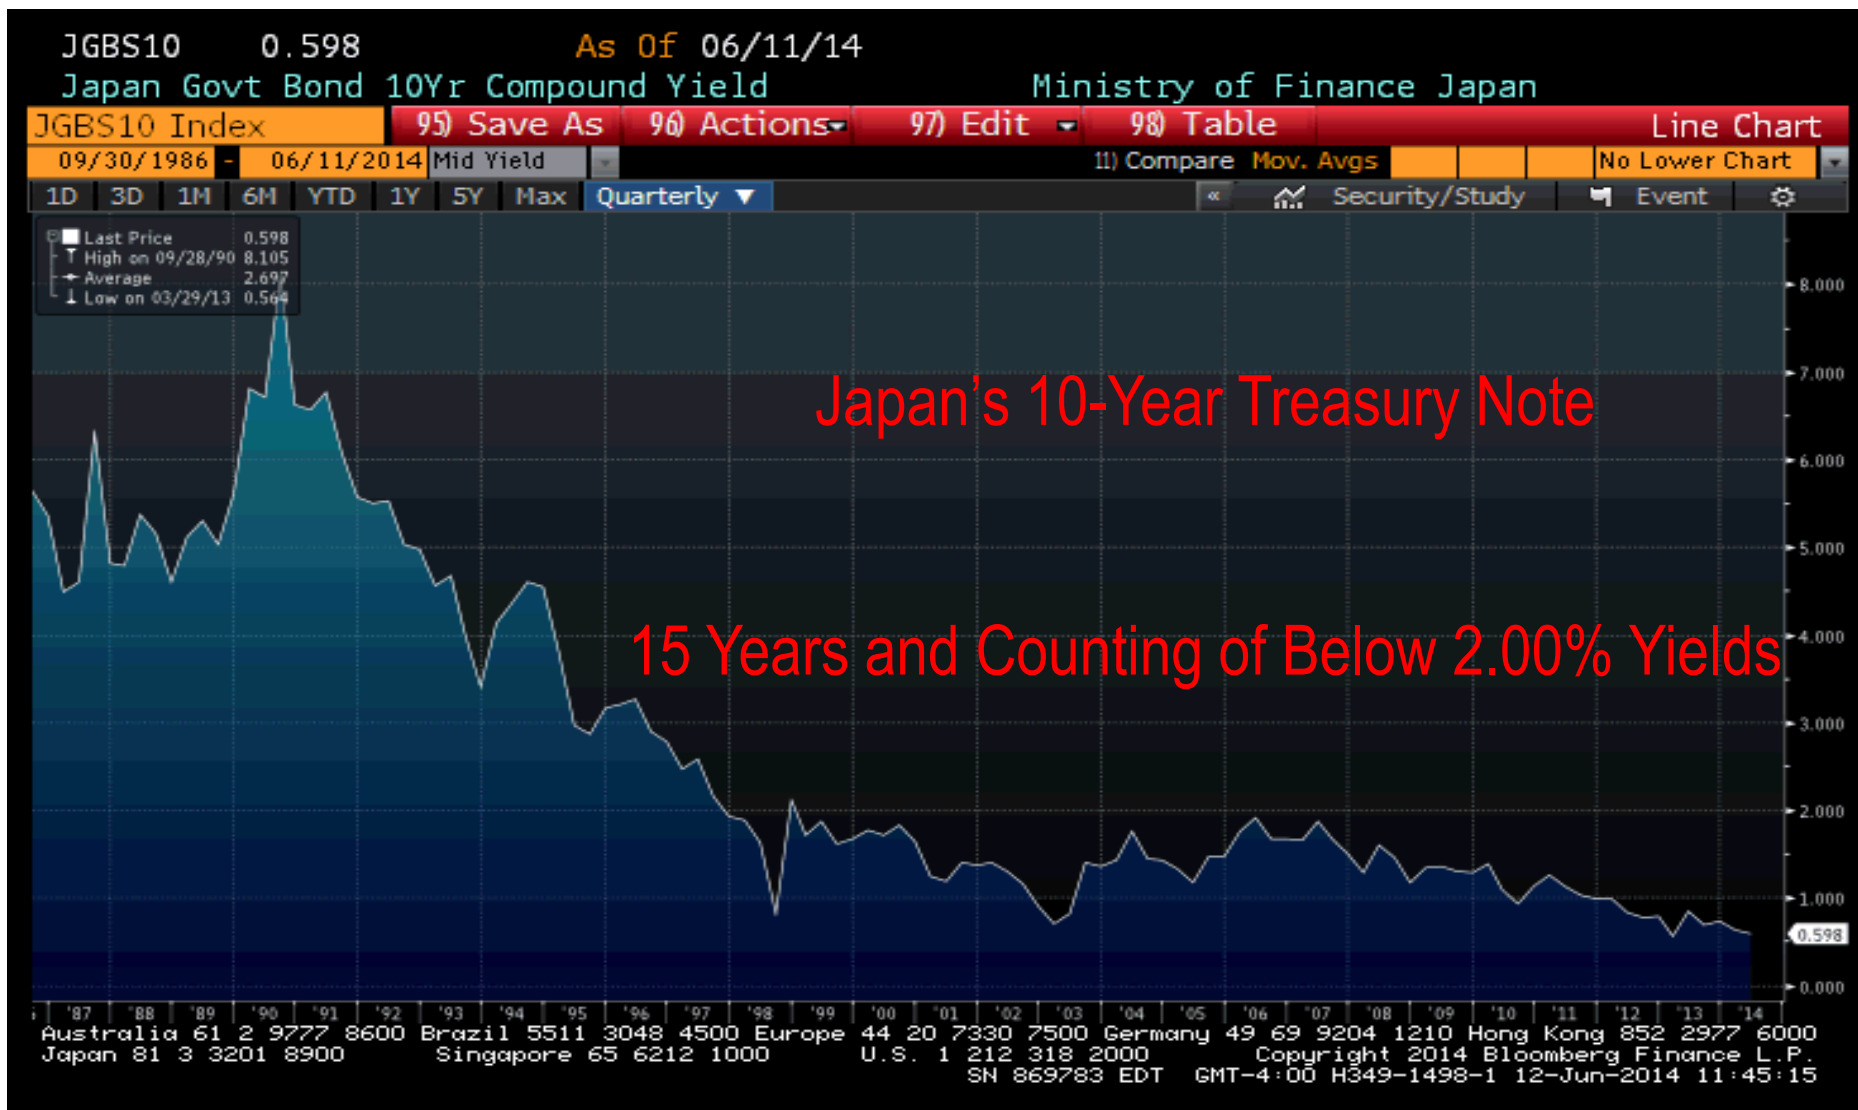 JGBS10 0.598 As Of 06/11/14
Japan Govt Bond 10Yr Compound Yield Ministry of Finance Japan
JGBS10 Index 95) Save As 96) Actions 97) Edit 98) Table Line Chart
09/30/1986 - 06/11/2014 Mid Yield 11) Compare Mov. Avgs No Lower Chart
1D 3D 1M 6M YTD 1Y 5Y Max Quarterly ▼ « Security/Study Event
Last Price 0.598
High on 09/28/90 8.105
Average 2.697
Low on 03/29/13 0.564
8.000
7.000
Japan's 10-Year Treasury Note
6.000
5.000
15 Years and Counting of Below 2.00% Yields
4.000
3.000
2.000
1.000
0.598
0.000
'87 '88 '89 '90 '91 '92 '93 '94 '95 '96 '97 '98 '99 '00 '01 '02 '03 '04 '05 '06 '07 '08 '09 '10 '11 '12 '13 '14
Australia 61 2 9777 8600 Brazil 5511 3048 4500 Europe 44 20 7330 7500 Germany 49 69 9204 1210 Hong Kong 852 2977 6000
Japan 81 3 3201 8900 Singapore 65 6212 1000 U.S. 1 212 318 2000 Copyright 2014 Bloomberg Finance L.P.
SN 869783 EDT GMT-4:00 H349-1498-1 12-Jun-2014 11:45:15